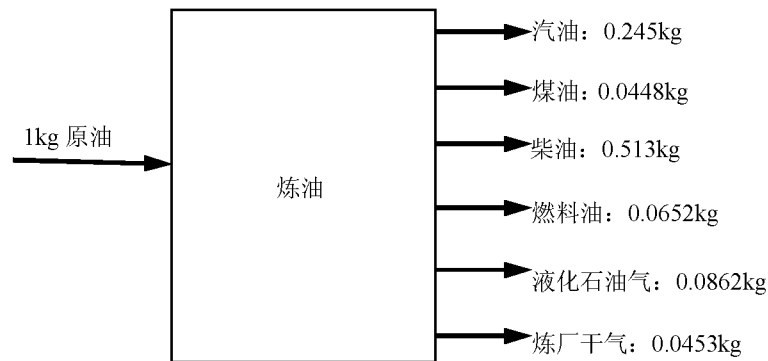 汽油：0.245kg
煤油：0.0448kg
1kg 原油
柴油：0.513kg
炼油
燃料油：0.0652kg
液化石油气：0.0862kg
炼厂干气：0.0453kg